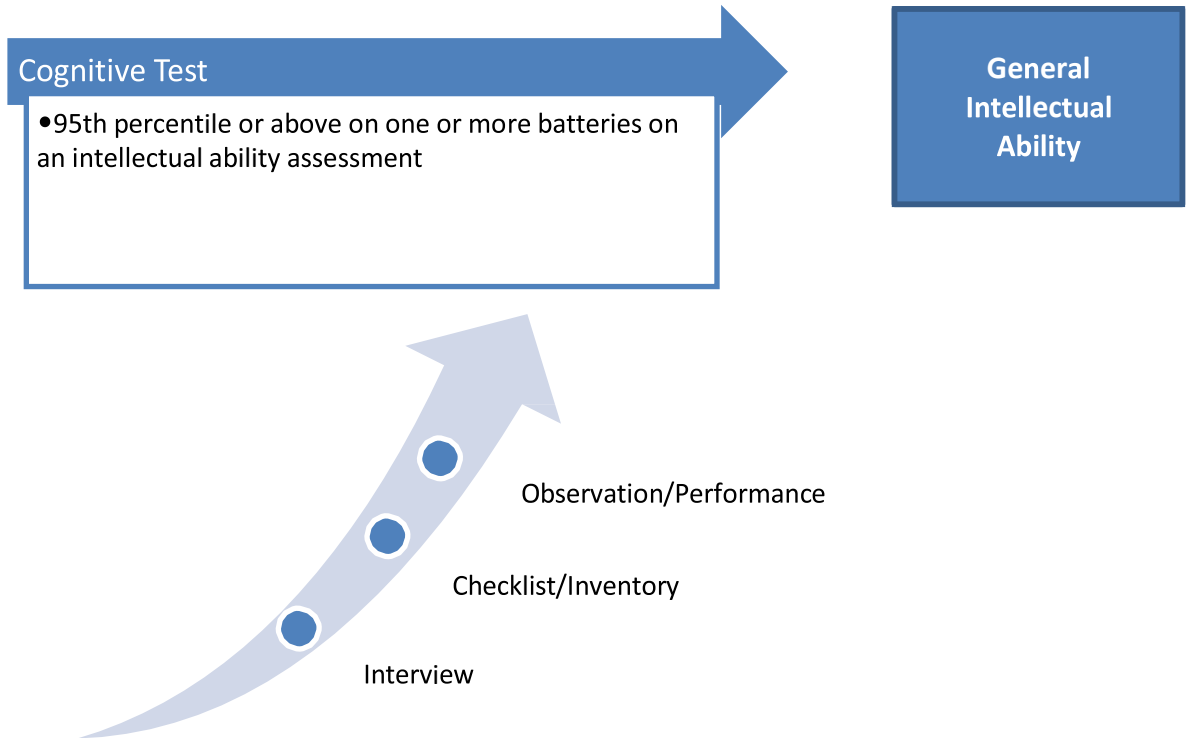 Cognitive Test
•95th percentile or above on one or more batteries on
an intellectual ability assessment
General
Intellectual
Ability
Observation/Performance
Checklist/Inventory
Interview